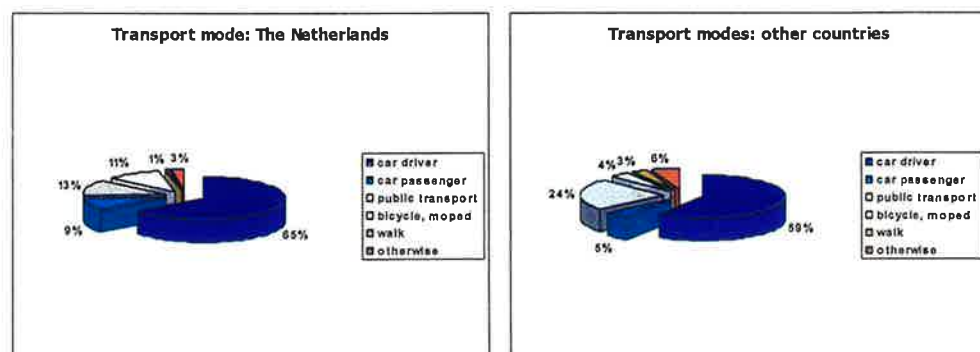 Transport mode: The Netherlands
11%
1%
3%
13%
9%
65%
car driver
car passenger
public transport
bicycle, moped
walk
otherwise
Transport modes: other countries
4%
3%
6%
24%
5%
59%
car driver
car passenger
public transport
bicycle, moped
walk
otherwise